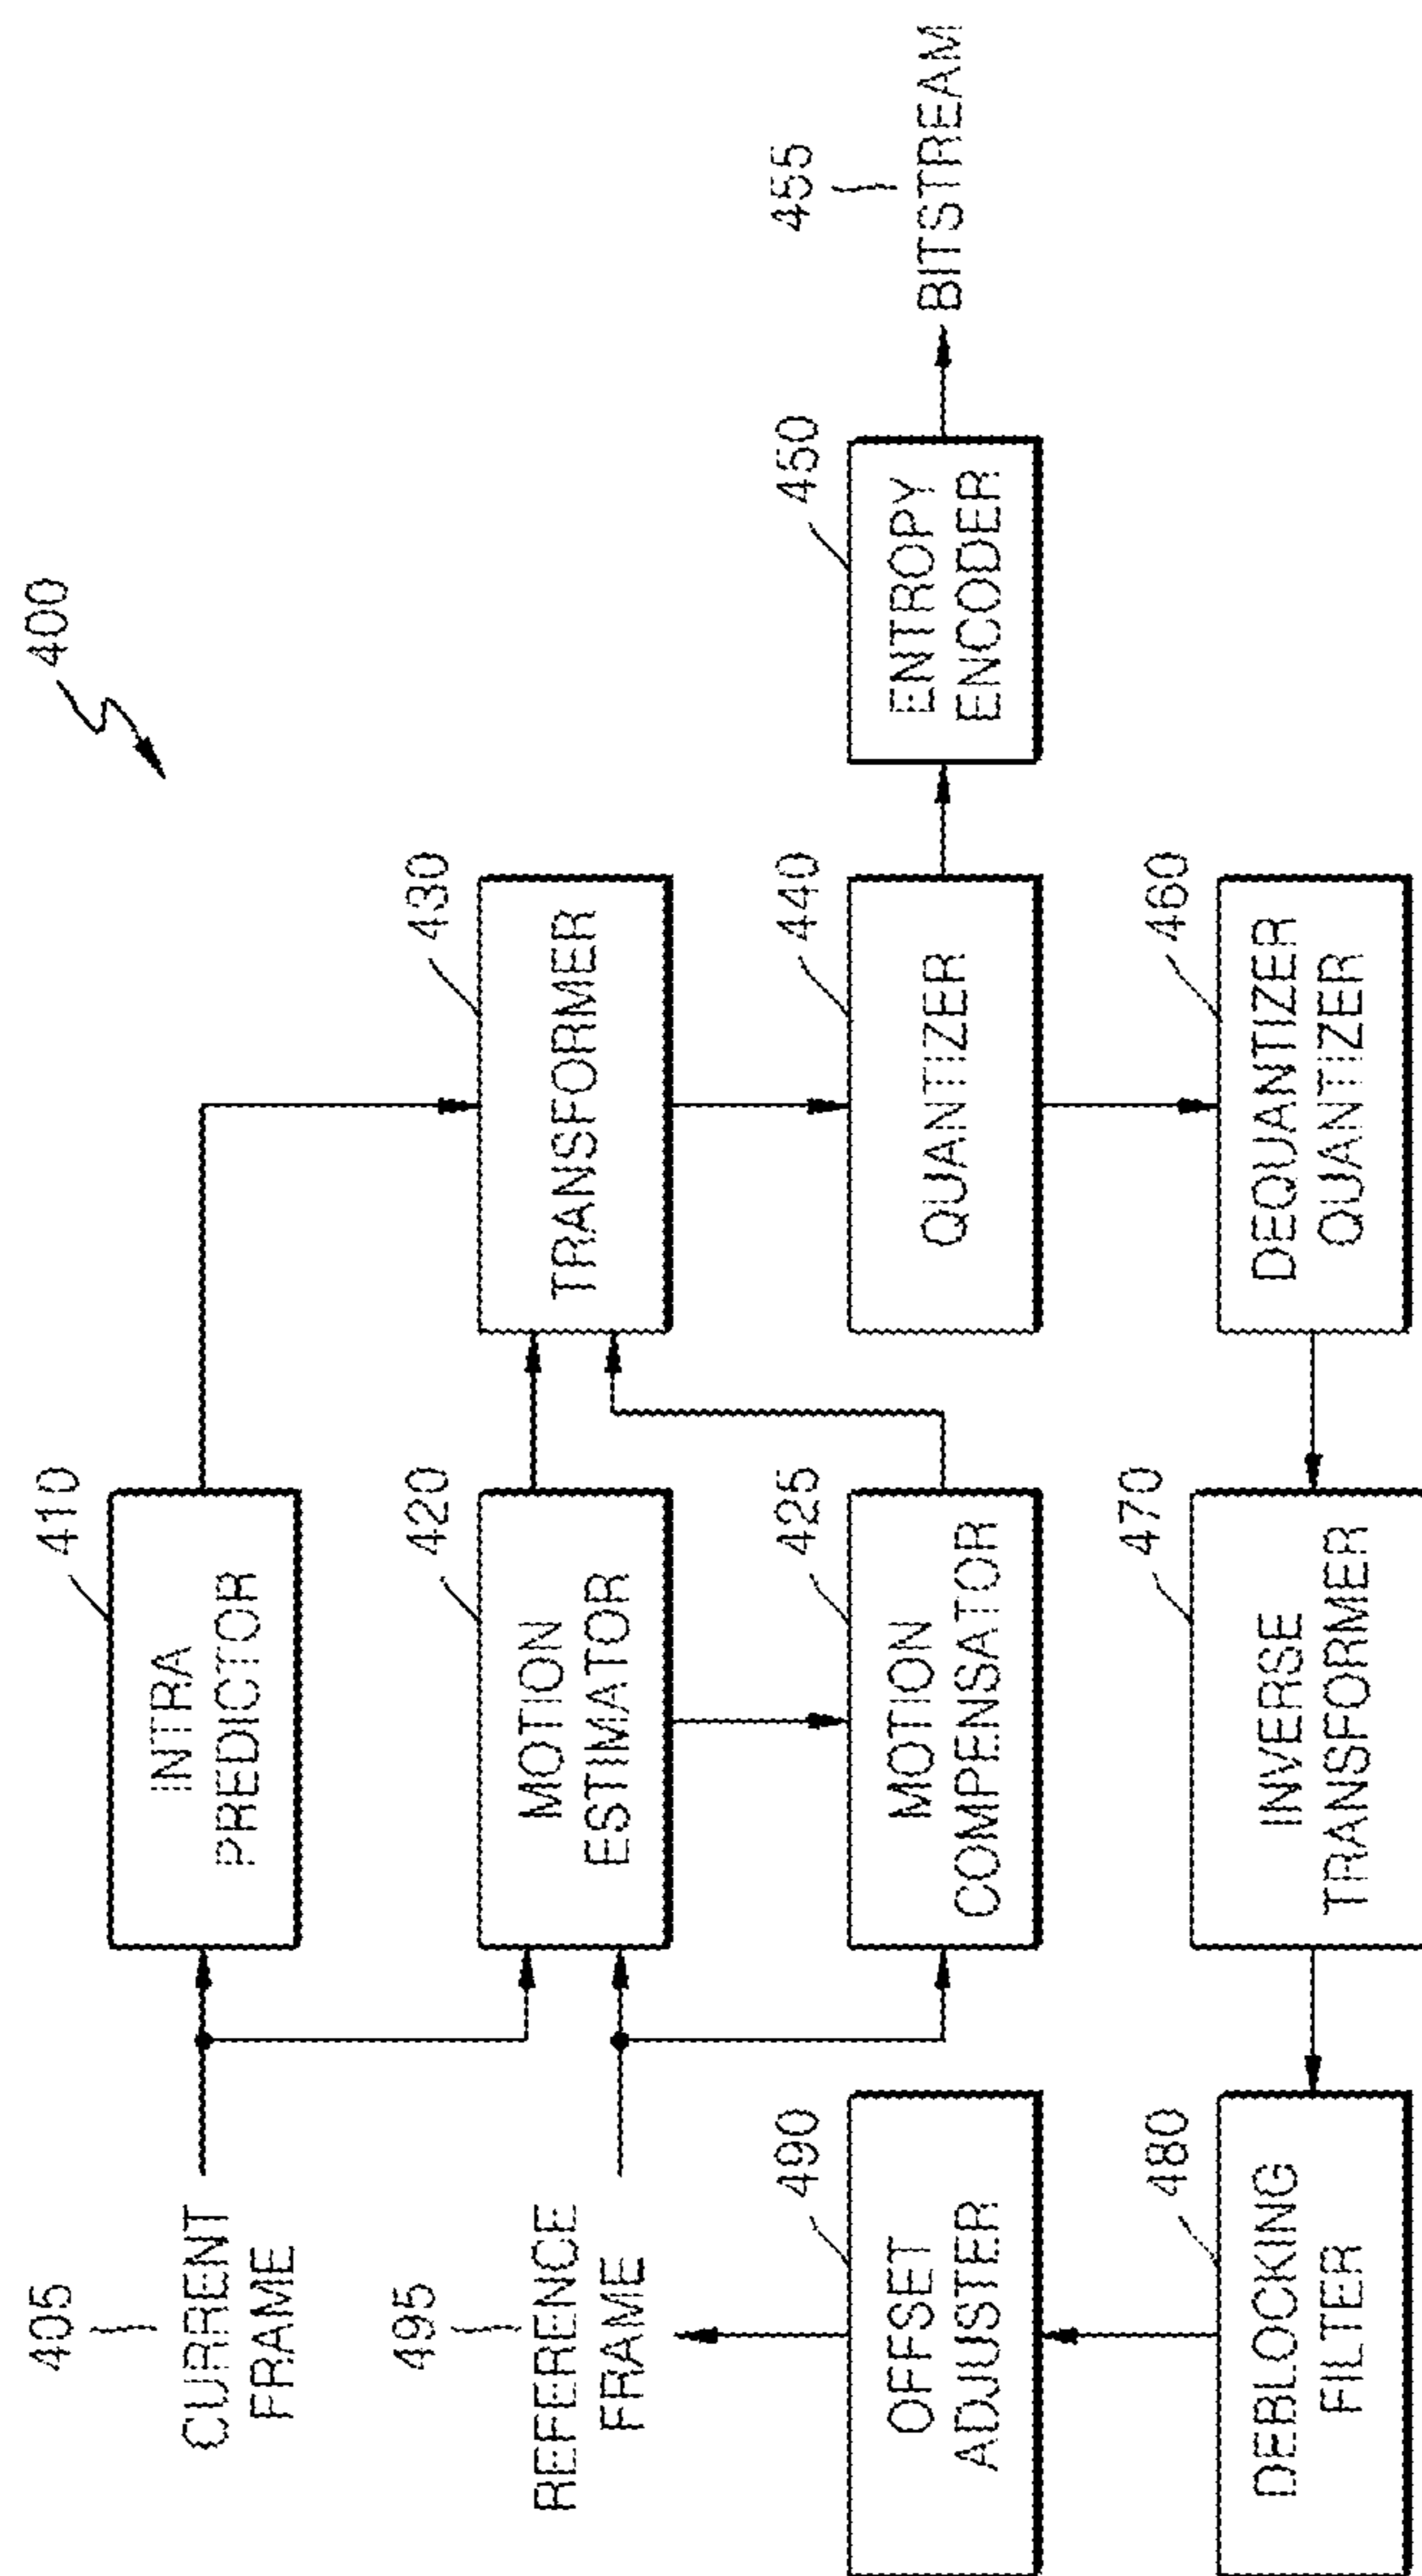 400
405
CURRENT
FRAME
410
INTRA
PREDICTOR
495
REFERENCE
FRAME
420
MOTION
ESTIMATOR
430
TRANSFORMER
490
OFFSET
ADJUSTER
425
MOTION
COMPENSATOR
440
QUANTIZER
450
ENTROPY
ENCODER
455
BITSTREAM
480
DEBLOCKING
FILTER
470
INVERSE
TRANSFORMER
460
DEQUANTIZER
QUANTIZER